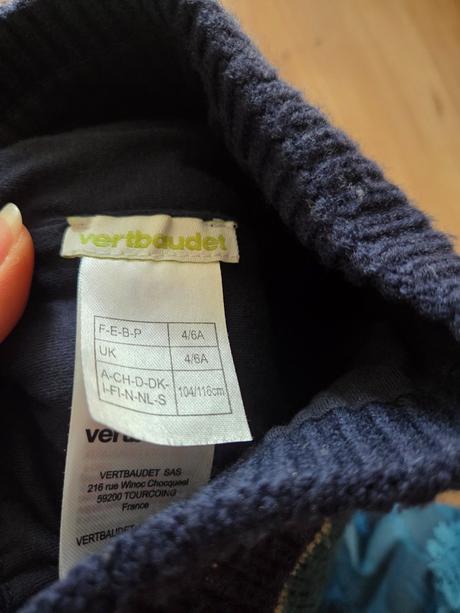 vertbaudet
F-E-B-P 4/6A
UK 4/6A
A-CH-D-DK- 104/116cm
I-FI-N-NL-S
VERTBAUDET SAS
216 rue Winoc Chocqueel
59200 TOURCOING
France
VERTBAUDET